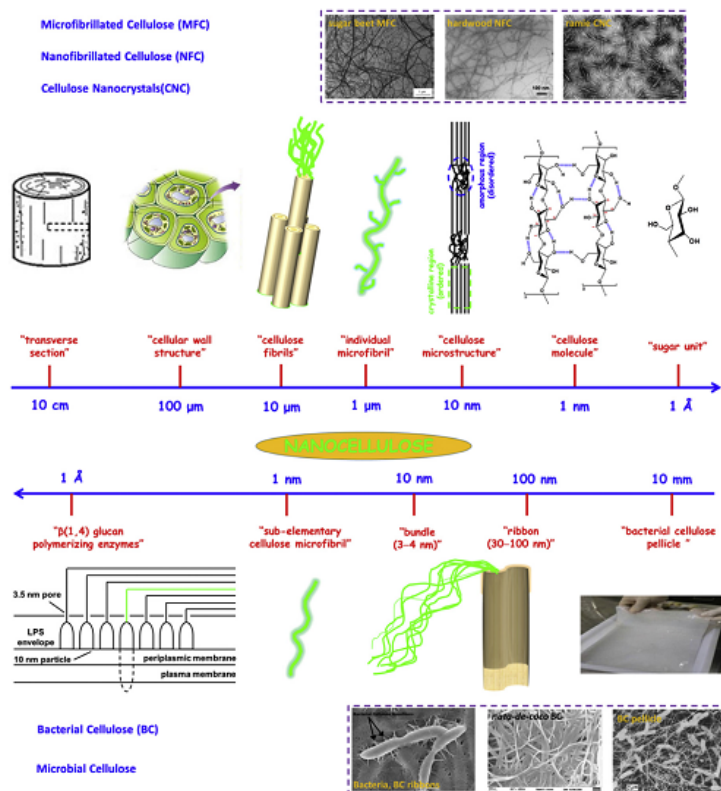 Microfibrillated Cellulose (MFC)
Nanofibrillated Cellulose (NFC)
Cellulose Nanocrystals(CNC)
sugar beet MFC
hardwood NFC
ramie CNC
100 nm
amorphous region
(disordered)
crystalline region
(ordered)
"transverse
section"
"cellular wall
structure"
"cellulose
fibrils"
"individual
microfibril"
"cellulose
microstructure"
"cellulose
molecule"
"sugar unit"
10 cm
100 µm
10 µm
1 µm
10 nm
1 nm
1 Å
NANOCELLULOSE
1 Å
1 nm
10 nm
100 nm
10 mm
"β(1,4) glucan
polymerizing enzymes"
"sub-elementary
cellulose microfibril"
"bundle
(3-4 nm)"
"ribbon
(30-100 nm)"
"bacterial cellulose
pellicle "
3.5 nm pore
LPS
envelope
10 nm particle
periplasmic membrane
plasma membrane
Bacterial Cellulose (BC)
Microbial Cellulose
Bacteria, BC ribbons
nata-de-coco BC
BC pellicle